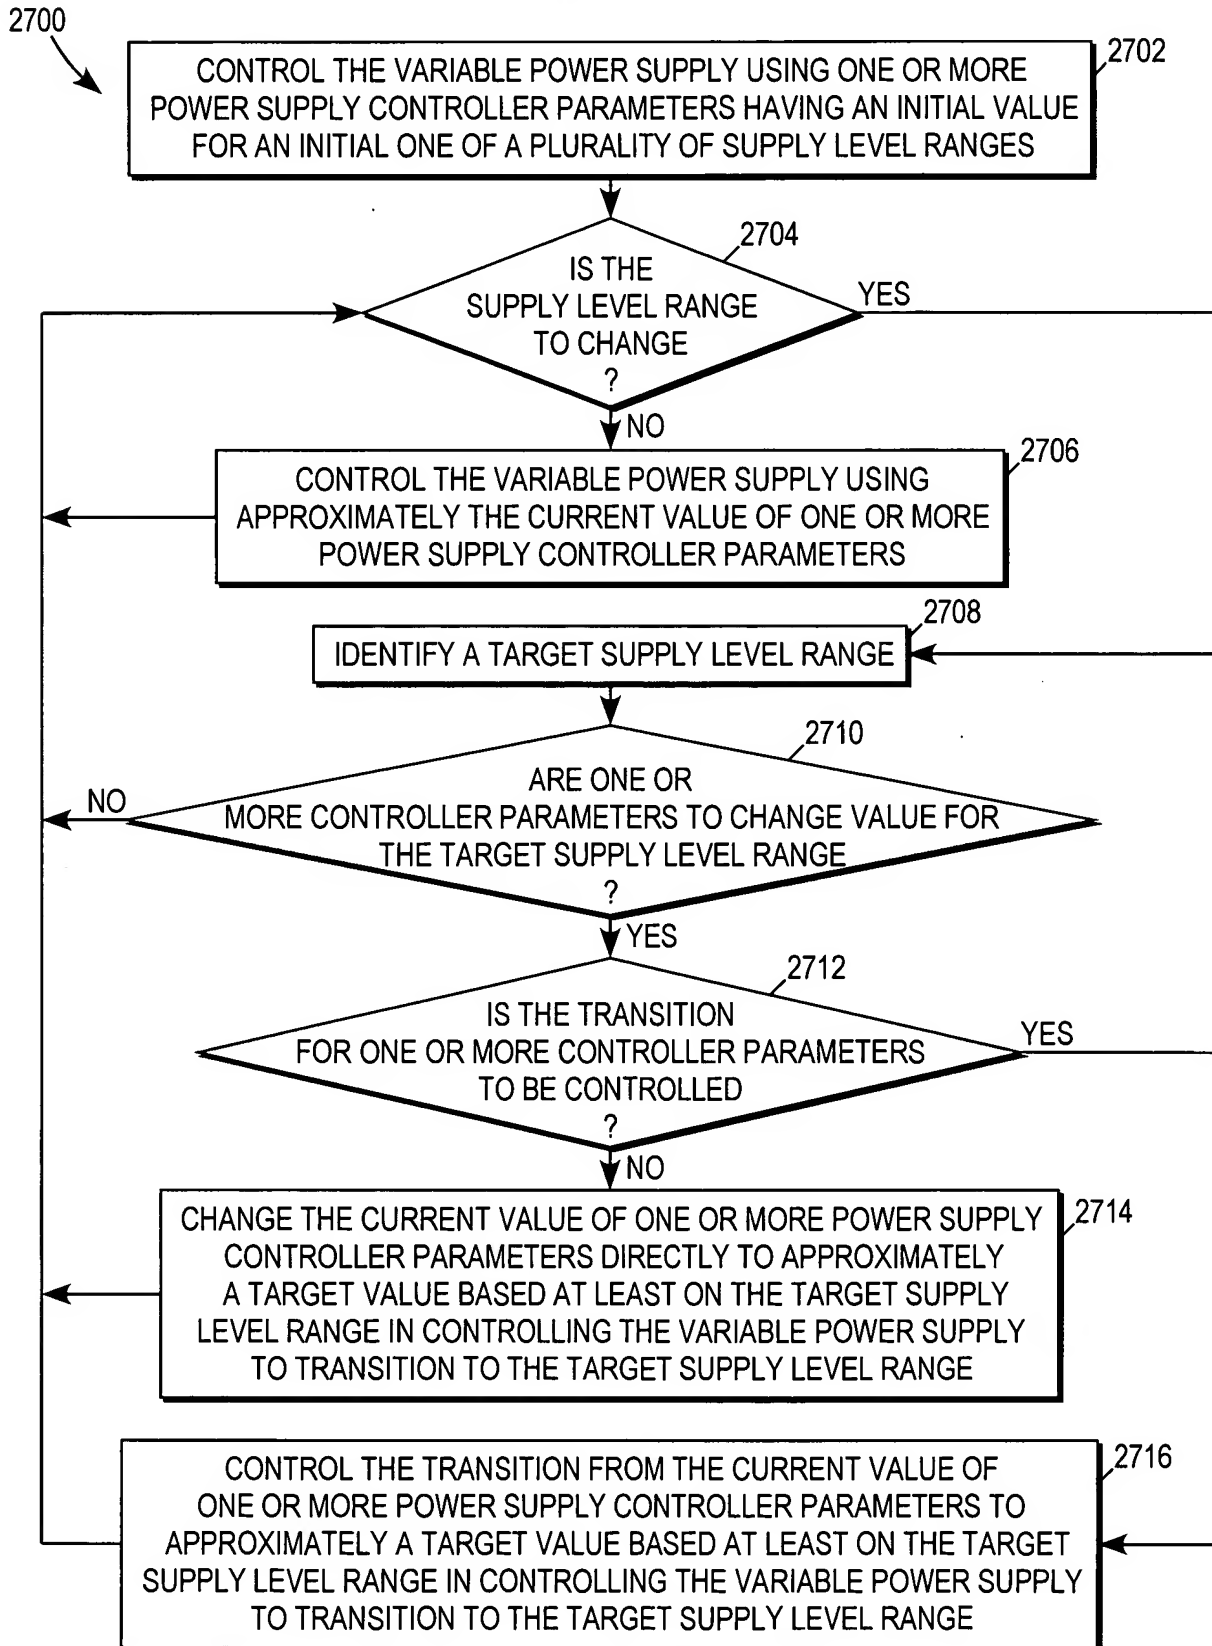 2700
2702
CONTROL THE VARIABLE POWER SUPPLY USING ONE OR MORE
POWER SUPPLY CONTROLLER PARAMETERS HAVING AN INITIAL VALUE
FOR AN INITIAL ONE OF A PLURALITY OF SUPPLY LEVEL RANGES
2704
IS THE
SUPPLY LEVEL RANGE
TO CHANGE
?
YES
NO
2706
CONTROL THE VARIABLE POWER SUPPLY USING
APPROXIMATELY THE CURRENT VALUE OF ONE OR MORE
POWER SUPPLY CONTROLLER PARAMETERS
2708
IDENTIFY A TARGET SUPPLY LEVEL RANGE
2710
ARE ONE OR
MORE CONTROLLER PARAMETERS TO CHANGE VALUE FOR
THE TARGET SUPPLY LEVEL RANGE
?
NO
YES
2712
IS THE TRANSITION
FOR ONE OR MORE CONTROLLER PARAMETERS
TO BE CONTROLLED
?
YES
NO
2714
CHANGE THE CURRENT VALUE OF ONE OR MORE POWER SUPPLY
CONTROLLER PARAMETERS DIRECTLY TO APPROXIMATELY
A TARGET VALUE BASED AT LEAST ON THE TARGET SUPPLY
LEVEL RANGE IN CONTROLLING THE VARIABLE POWER SUPPLY
TO TRANSITION TO THE TARGET SUPPLY LEVEL RANGE
2716
CONTROL THE TRANSITION FROM THE CURRENT VALUE OF
ONE OR MORE POWER SUPPLY CONTROLLER PARAMETERS TO
APPROXIMATELY A TARGET VALUE BASED AT LEAST ON THE TARGET
SUPPLY LEVEL RANGE IN CONTROLLING THE VARIABLE POWER SUPPLY
TO TRANSITION TO THE TARGET SUPPLY LEVEL RANGE